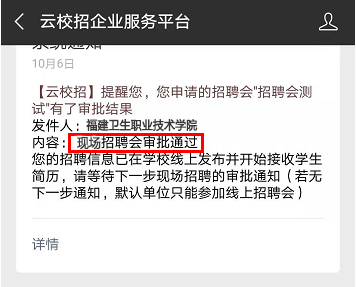 云校招企业服务平台
10月6日
【云校招】提醒您，您申请的招聘会"招聘会测
试"有了审批结果
发件人：福建卫生职业技术学院
内容：现场招聘会审批通过
您的招聘信息已在学校线上发布并开始接收学生
简历，请等待下一步现场招聘的审批通知（若无
下一步通知，默认单位只能参加线上招聘会）
详情